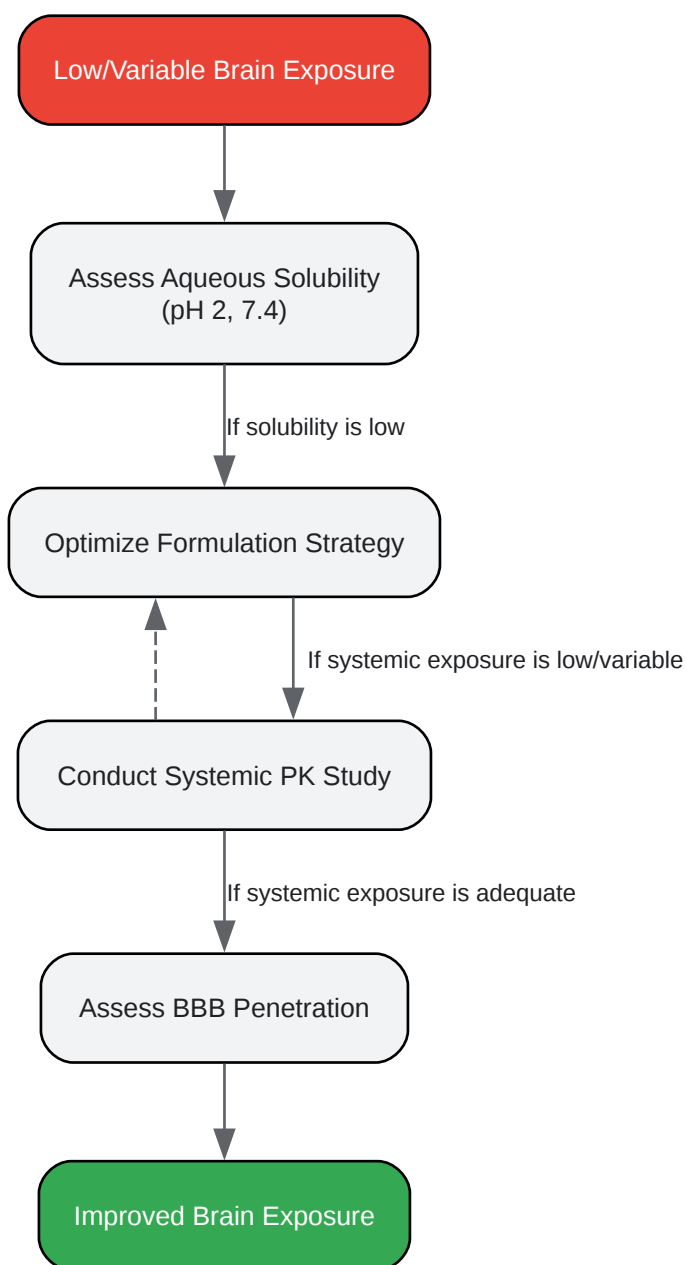 Low/Variable Brain Exposure
Assess Aqueous Solubility
(pH 2, 7.4)
If solubility is low
Optimize Formulation Strategy
If systemic exposure is low/variable
Conduct Systemic PK Study
If systemic exposure is adequate
Assess BBB Penetration
Improved Brain Exposure